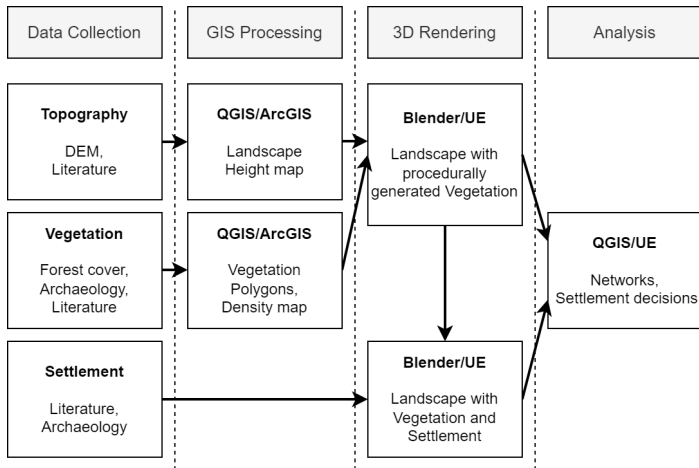 Data Collection
GIS Processing
3D Rendering
Analysis
Topography
DEM,
Literature
QGIS/ArcGIS
Landscape
Height map
Blender/UE
Landscape with
procedurally
generated Vegetation
Vegetation
Forest cover,
Archaeology,
Literature
QGIS/ArcGIS
Vegetation
Polygons,
Density map
QGIS/UE
Networks,
Settlement decisions
Settlement
Literature,
Archaeology
Blender/UE
Landscape with
Vegetation and
Settlement